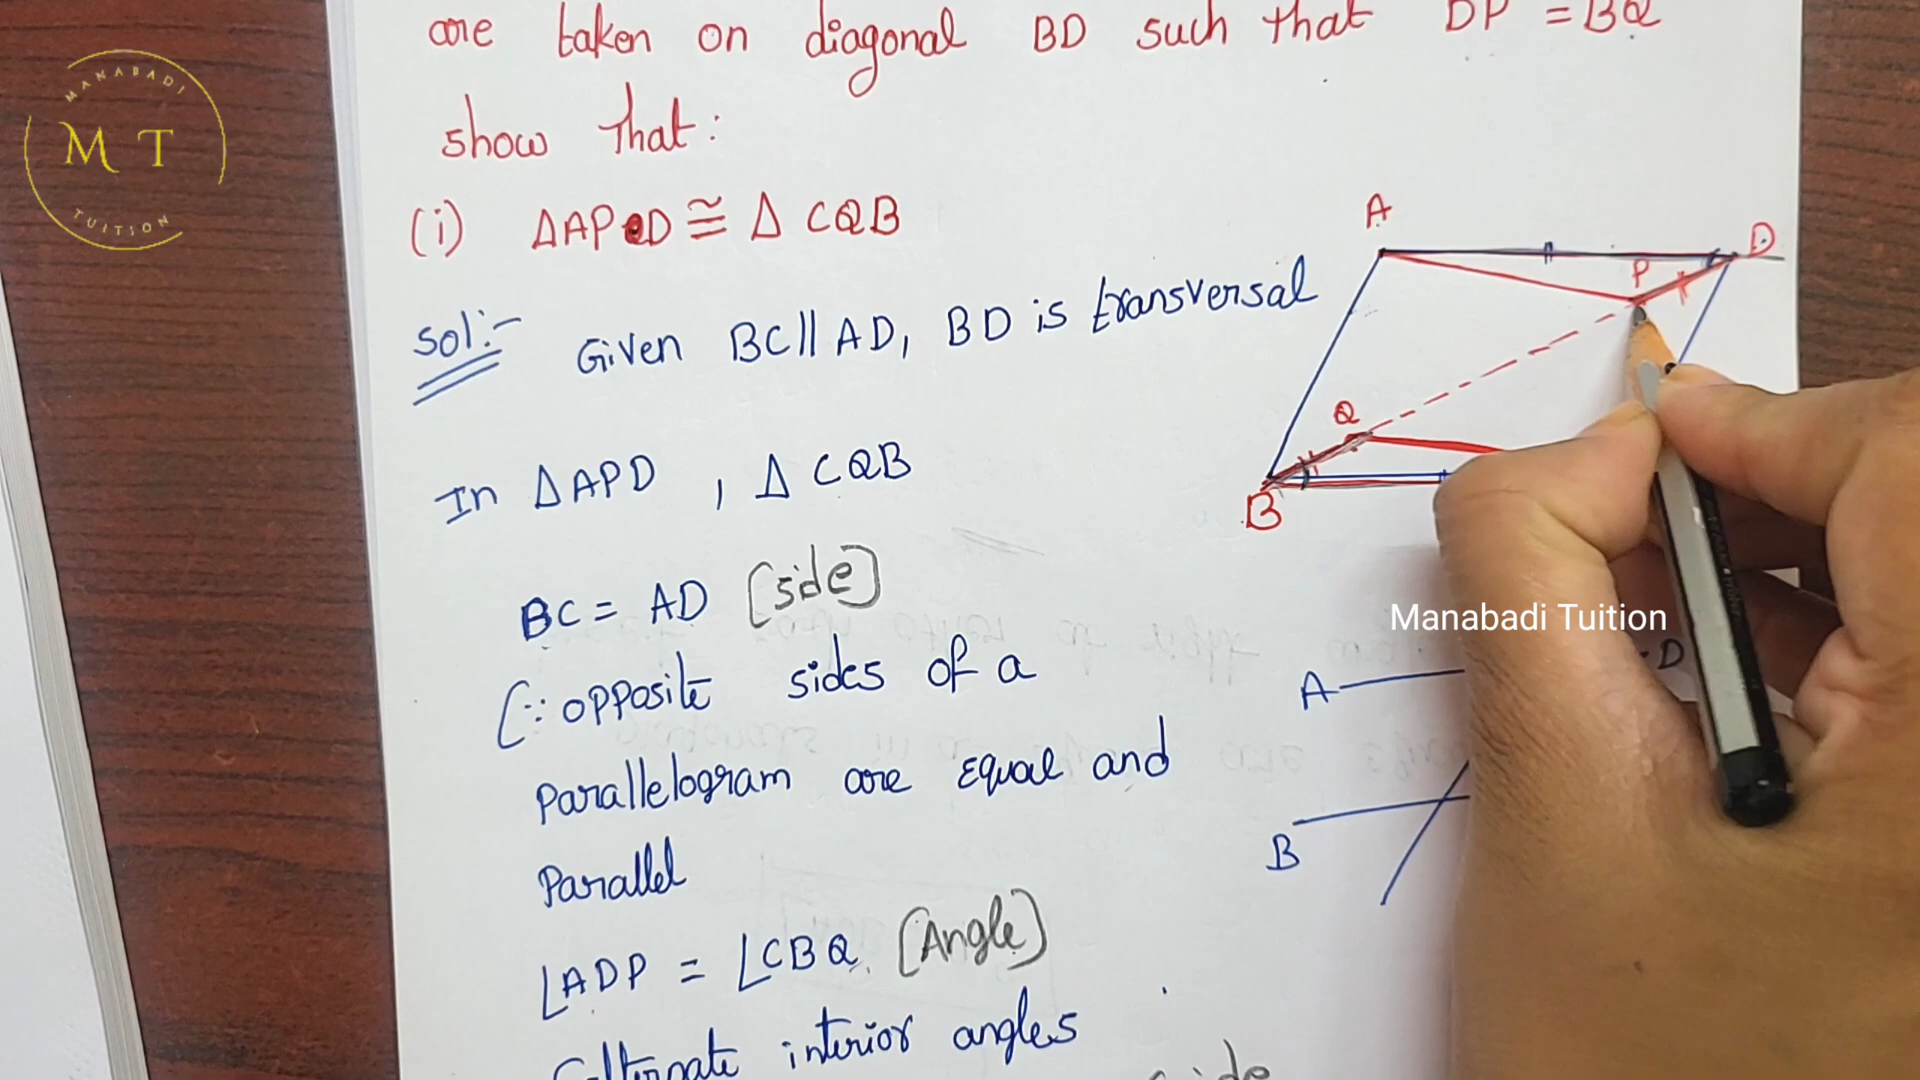 MANABADI
M T
TUITION
are taken on diagonal BD such that DP = BQ
show that:
(i) ΔAPD ≅ Δ CQB
Sol:- Given BC || AD, BD is transversal
In ΔAPD , Δ CQB
BC = AD [side]
[∵ opposite sides of a
parallelogram are equal and
parallel
∠ADP = ∠CBQ [Angle]
alternate interior angles
side
A
D
P
Q
B
Manabadi Tuition
A
D
B